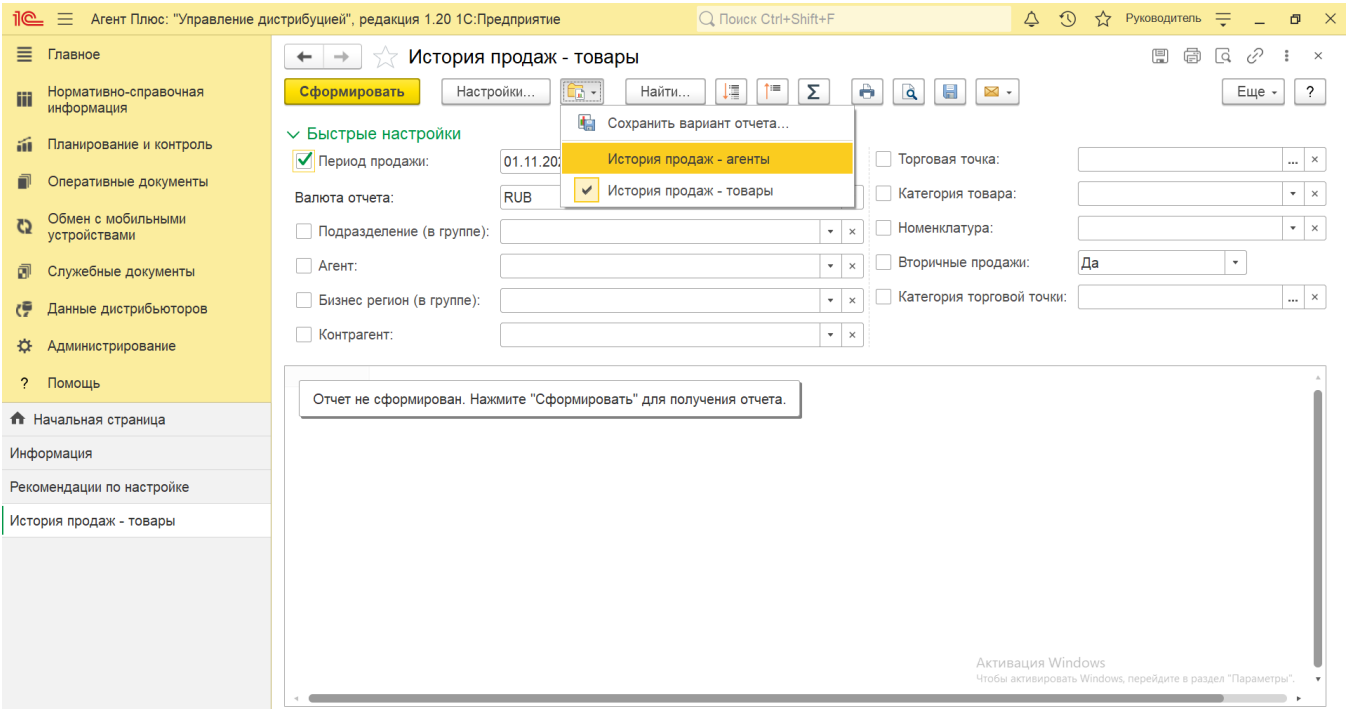 Агент Плюс: "Управление дистрибуцией", редакция 1.20 1С:Предприятие
Поиск Ctrl+Shift+F
Руководитель
Главное
Нормативно-справочная
информация
Планирование и контроль
Оперативные документы
Обмен с мобильными
устройствами
Служебные документы
Данные дистрибьюторов
Администрирование
? Помощь
Начальная страница
Информация
Рекомендации по настройке
История продаж - товары
История продаж - товары
Сформировать
Настройки...
Найти...
Σ
Еще
?
Сохранить вариант отчета...
История продаж - агенты
История продаж - товары
Быстрые настройки
Период продажи:
01.11.20
Валюта отчета:
RUB
Подразделение (в группе):
Агент:
Бизнес регион (в группе):
Контрагент:
Торговая точка:
Категория товара:
Номенклатура:
Вторичные продажи:
Да
Категория торговой точки:
Отчет не сформирован. Нажмите "Сформировать" для получения отчета.
Активация Windows
Чтобы активировать Windows, перейдите в раздел "Параметры".